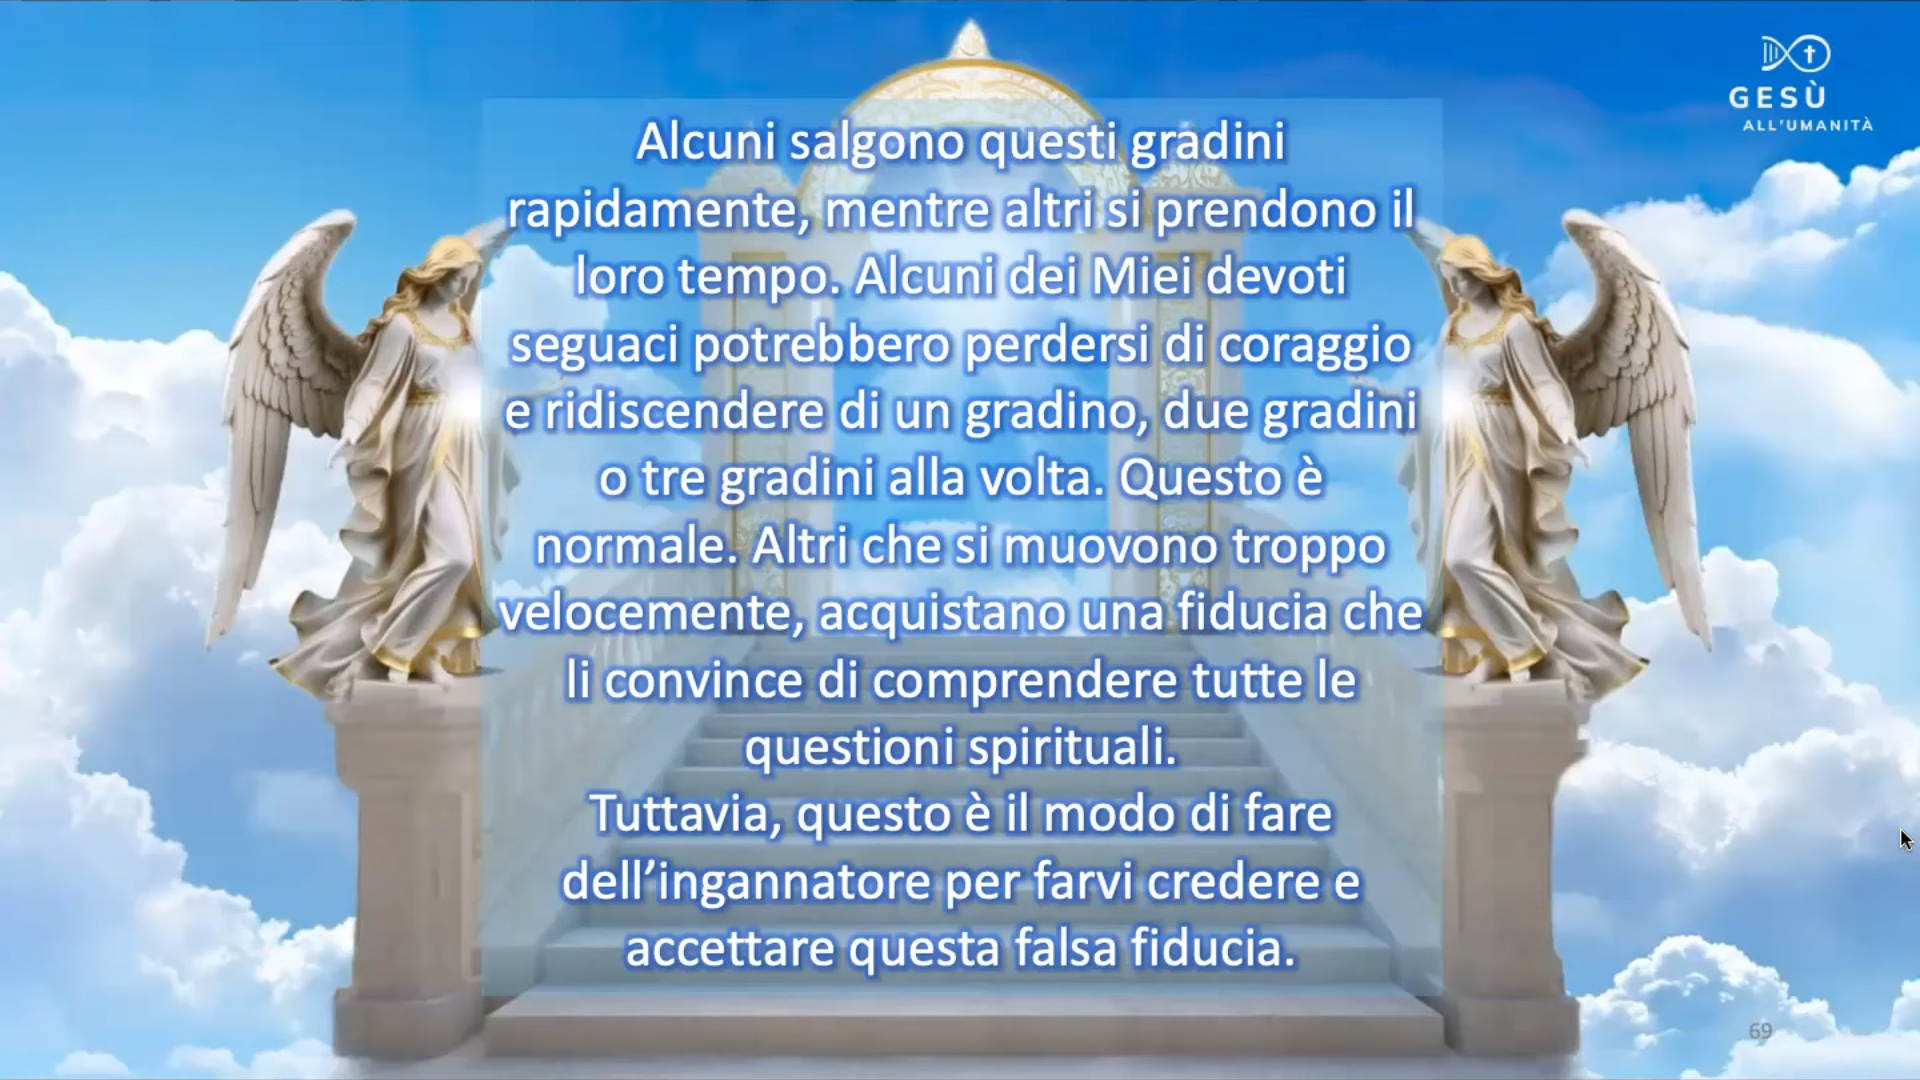 GESÙ
ALL'UMANITÀ
Alcuni salgono questi gradini
rapidamente, mentre altri si prendono il
loro tempo. Alcuni dei Miei devoti
seguaci potrebbero perdersi di coraggio
e ridiscendere di un gradino, due gradini
o tre gradini alla volta. Questo è
normale. Altri che si muovono troppo
velocemente, acquistano una fiducia che
li convince di comprendere tutte le
questioni spirituali.
Tuttavia, questo è il modo di fare
dell’ingannatore per farvi credere e
accettare questa falsa fiducia.
69